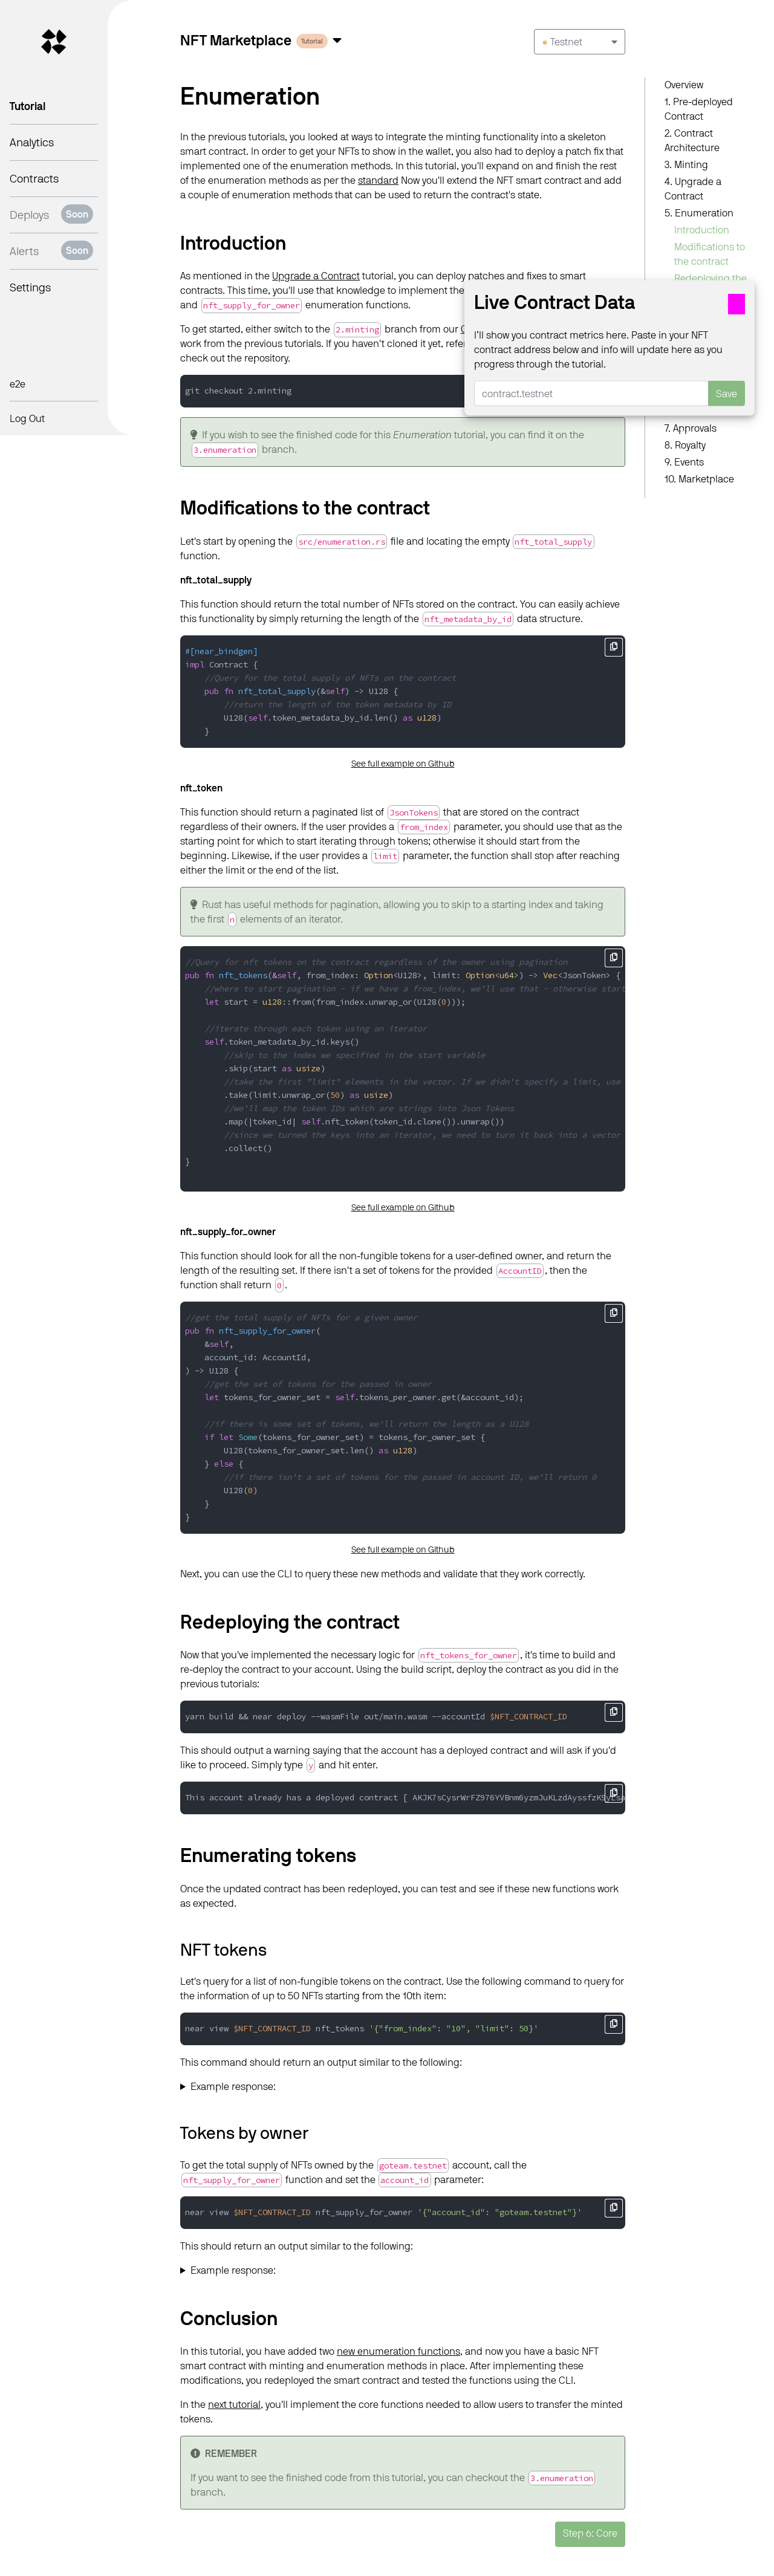 Tutorial
Analytics
Contracts
Deploys Soon
Alerts Soon
Settings
e2e
Log Out
NFT Marketplace Tutorial
Testnet
Enumeration
In the previous tutorials, you looked at ways to integrate the minting functionality into a skeleton
smart contract. In order to get your NFTs to show in the wallet, you also had to deploy a patch fix that
implemented one of the enumeration methods. In this tutorial, you'll expand on and finish the rest
of the enumeration methods as per the standard Now you'll extend the NFT smart contract and add
a couple of enumeration methods that can be used to return the contract's state.
Introduction
As mentioned in the Upgrade a Contract tutorial, you can deploy patches and fixes to smart
contracts. This time, you'll use that knowledge to implement the
and nft_supply_for_owner enumeration functions.
To get started, either switch to the 2.minting branch from our
work from the previous tutorials. If you haven't cloned it yet, refer
check out the repository.
git checkout 2.minting
If you wish to see the finished code for this Enumeration tutorial, you can find it on the
3.enumeration branch.
Modifications to the contract
Let's start by opening the src/enumeration.rs file and locating the empty nft_total_supply
function.
nft_total_supply
This function should return the total number of NFTs stored on the contract. You can easily achieve
this functionality by simply returning the length of the nft_metadata_by_id data structure.
#[near_bindgen]
impl Contract {
//Query for the total supply of NFTs on the contract
pub fn nft_total_supply(&self) -> U128 {
//return the length of the token metadata by ID
U128(self.token_metadata_by_id.len() as u128)
}
See full example on Github
nft_token
This function should return a paginated list of JsonTokens that are stored on the contract
regardless of their owners. If the user provides a from_index parameter, you should use that as the
starting point for which to start iterating through tokens; otherwise it should start from the
beginning. Likewise, if the user provides a limit parameter, the function shall stop after reaching
either the limit or the end of the list.
Rust has useful methods for pagination, allowing you to skip to a starting index and taking
the first n elements of an iterator.
//Query for nft tokens on the contract regardless of the owner using pagination
pub fn nft_tokens(&self, from_index: Option<U128>, limit: Option<u64>) -> Vec<JsonToken> {
//where to start pagination - if we have a from_index, we'll use that - otherwise start
let start = u128::from(from_index.unwrap_or(U128(0)));
//iterate through each token using an iterator
self.token_metadata_by_id.keys()
//skip to the index we specified in the start variable
.skip(start as usize)
//take the first "limit" elements in the vector. If we didn't specify a limit, use
.take(limit.unwrap_or(50) as usize)
//we'll map the token IDs which are strings into Json Tokens
.map(|token_id| self.nft_token(token_id.clone()).unwrap())
//since we turned the keys into an iterator, we need to turn it back into a vector
.collect()
}
See full example on Github
nft_supply_for_owner
This function should look for all the non-fungible tokens for a user-defined owner, and return the
length of the resulting set. If there isn't a set of tokens for the provided AccountID, then the
function shall return 0.
//get the total supply of NFTs for a given owner
pub fn nft_supply_for_owner(
&self,
account_id: AccountId,
) -> U128 {
//get the set of tokens for the passed in owner
let tokens_for_owner_set = self.tokens_per_owner.get(&account_id);
//if there is some set of tokens, we'll return the length as a U128
if let Some(tokens_for_owner_set) = tokens_for_owner_set {
U128(tokens_for_owner_set.len() as u128)
} else {
//if there isn't a set of tokens for the passed in account ID, we'll return 0
U128(0)
}
}
See full example on Github
Next, you can use the CLI to query these new methods and validate that they work correctly.
Redeploying the contract
Now that you've implemented the necessary logic for nft_tokens_for_owner, it's time to build and
re-deploy the contract to your account. Using the build script, deploy the contract as you did in the
previous tutorials:
yarn build && near deploy --wasmFile out/main.wasm --accountId $NFT_CONTRACT_ID
This should output a warning saying that the account has a deployed contract and will ask if you'd
like to proceed. Simply type y and hit enter.
This account already has a deployed contract [
Enumerating tokens
Once the updated contract has been redeployed, you can test and see if these new functions work
as expected.
NFT tokens
Let's query for a list of non-fungible tokens on the contract. Use the following command to query for
the information of up to 50 NFTs starting from the 10th item:
near view $NFT_CONTRACT_ID nft_tokens '{"from_index": "10", "limit": 50}'
This command should return an output similar to the following:
Example response:
Tokens by owner
To get the total supply of NFTs owned by the goteam.testnet account, call the
nft_supply_for_owner function and set the account_id parameter:
near view $NFT_CONTRACT_ID nft_supply_for_owner '{"account_id": "goteam.testnet"}'
This should return an output similar to the following:
Example response:
Conclusion
In this tutorial, you have added two new enumeration functions, and now you have a basic NFT
smart contract with minting and enumeration methods in place. After implementing these
modifications, you redeployed the smart contract and tested the functions using the CLI.
In the next tutorial, you'll implement the core functions needed to allow users to transfer the minted
tokens.
REMEMBER
If you want to see the finished code from this tutorial, you can checkout the 3.enumeration
branch.
Step 6: Core
Overview
1. Pre-deployed
Contract
2. Contract
Architecture
3. Minting
4. Upgrade a
Contract
5. Enumeration
Introduction
Modifications to
the contract
Redeploying the
Live Contract Data
I'll show you contract metrics here. Paste in your NFT
contract address below and info will update here as you
progress through the tutorial.
contract.testnet
Save
7. Approvals
8. Royalty
9. Events
10. Marketplace